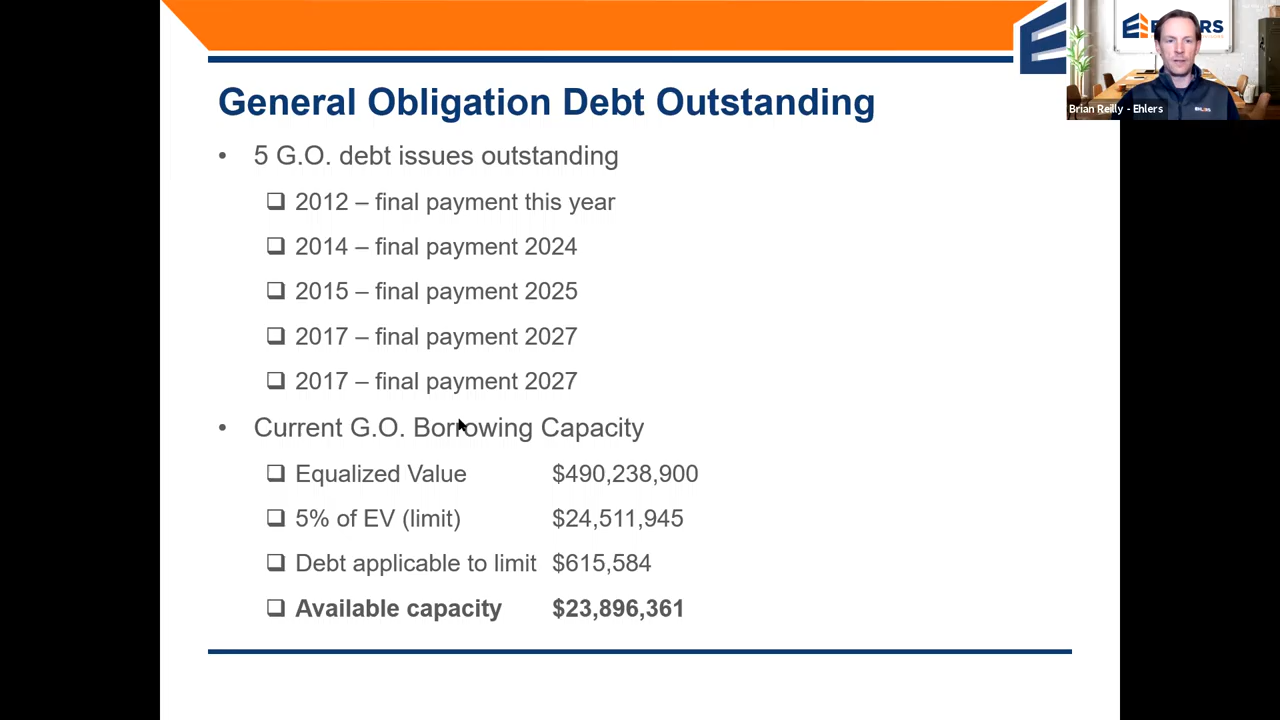 General Obligation Debt Outstanding
• 5 G.O. debt issues outstanding
❑ 2012 – final payment this year
❑ 2014 – final payment 2024
❑ 2015 – final payment 2025
❑ 2017 – final payment 2027
❑ 2017 – final payment 2027
• Current G.O. Borrowing Capacity
❑ Equalized Value $490,238,900
❑ 5% of EV (limit) $24,511,945
❑ Debt applicable to limit $615,584
❑ Available capacity $23,896,361
Brian Reilly - Ehlers
EHLERS